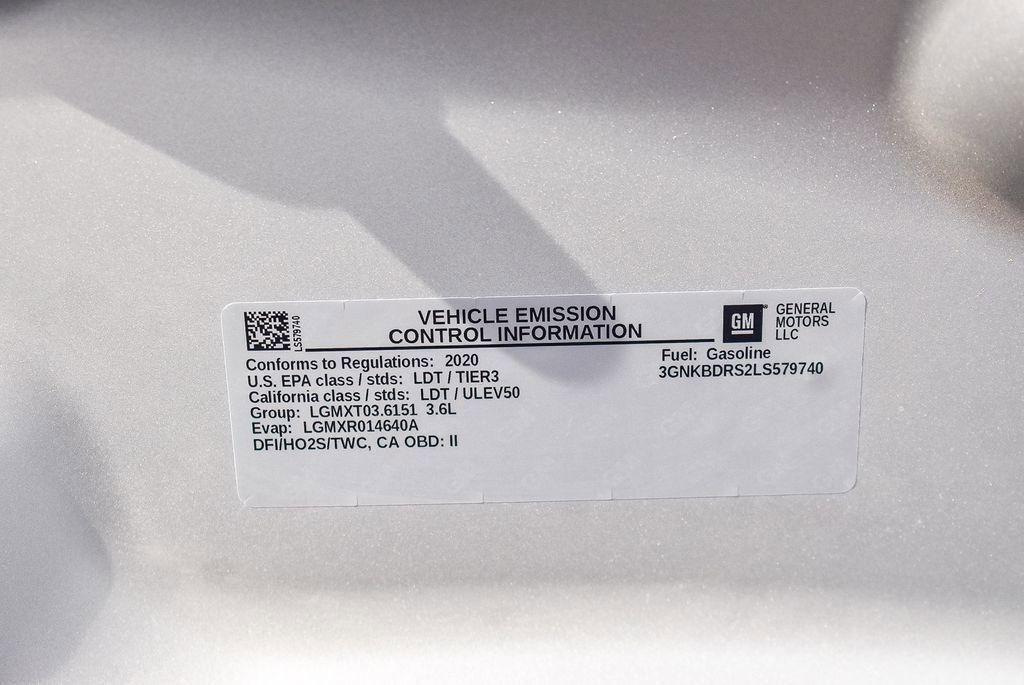 LS579740
VEHICLE EMISSION
CONTROL INFORMATION
GM
GENERAL
MOTORS
LLC
Conforms to Regulations: 2020
U.S. EPA class / stds: LDT / TIER3
California class / stds: LDT / ULEV50
Group: LGMXT03.6151 3.6L
Evap: LGMXR014640A
DFI/HO2S/TWC, CA OBD: II
Fuel: Gasoline
3GNKBDRS2LS579740